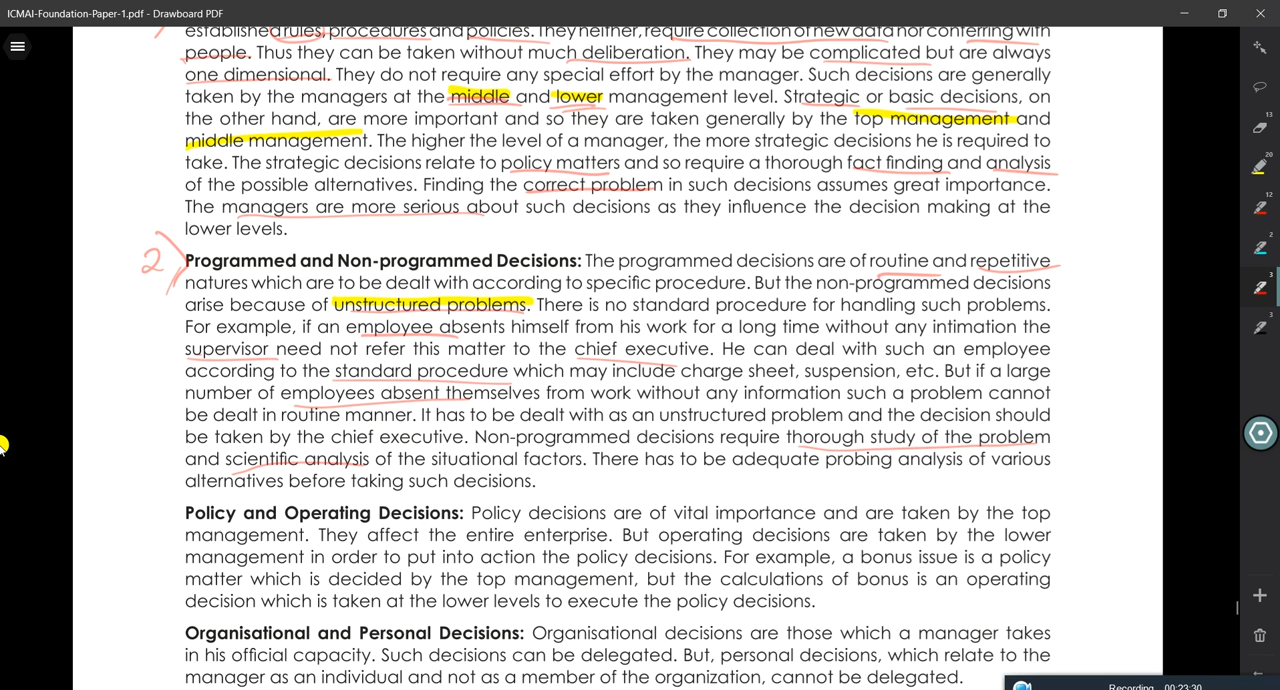 ICMAI-Foundation-Paper-1.pdf - Drawboard PDF
established rules, procedures and policies. They neither, require collection of new data nor conferring with
people. Thus they can be taken without much deliberation. They may be complicated but are always
one dimensional. They do not require any special effort by the manager. Such decisions are generally
taken by the managers at the middle and lower management level. Strategic or basic decisions, on
the other hand, are more important and so they are taken generally by the top management and
middle management. The higher the level of a manager, the more strategic decisions he is required to
take. The strategic decisions relate to policy matters and so require a thorough fact finding and analysis
of the possible alternatives. Finding the correct problem in such decisions assumes great importance.
The managers are more serious about such decisions as they influence the decision making at the
lower levels.
2)
Programmed and Non-programmed Decisions: The programmed decisions are of routine and repetitive
natures which are to be dealt with according to specific procedure. But the non-programmed decisions
arise because of unstructured problems. There is no standard procedure for handling such problems.
For example, if an employee absents himself from his work for a long time without any intimation the
supervisor need not refer this matter to the chief executive. He can deal with such an employee
according to the standard procedure which may include charge sheet, suspension, etc. But if a large
number of employees absent themselves from work without any information such a problem cannot
be dealt in routine manner. It has to be dealt with as an unstructured problem and the decision should
be taken by the chief executive. Non-programmed decisions require thorough study of the problem
and scientific analysis of the situational factors. There has to be adequate probing analysis of various
alternatives before taking such decisions.
Policy and Operating Decisions: Policy decisions are of vital importance and are taken by the top
management. They affect the entire enterprise. But operating decisions are taken by the lower
management in order to put into action the policy decisions. For example, a bonus issue is a policy
matter which is decided by the top management, but the calculations of bonus is an operating
decision which is taken at the lower levels to execute the policy decisions.
Organisational and Personal Decisions: Organisational decisions are those which a manager takes
in his official capacity. Such decisions can be delegated. But, personal decisions, which relate to the
manager as an individual and not as a member of the organization, cannot be delegated.
13
20
12
2
3
3
Recording 00:23:30